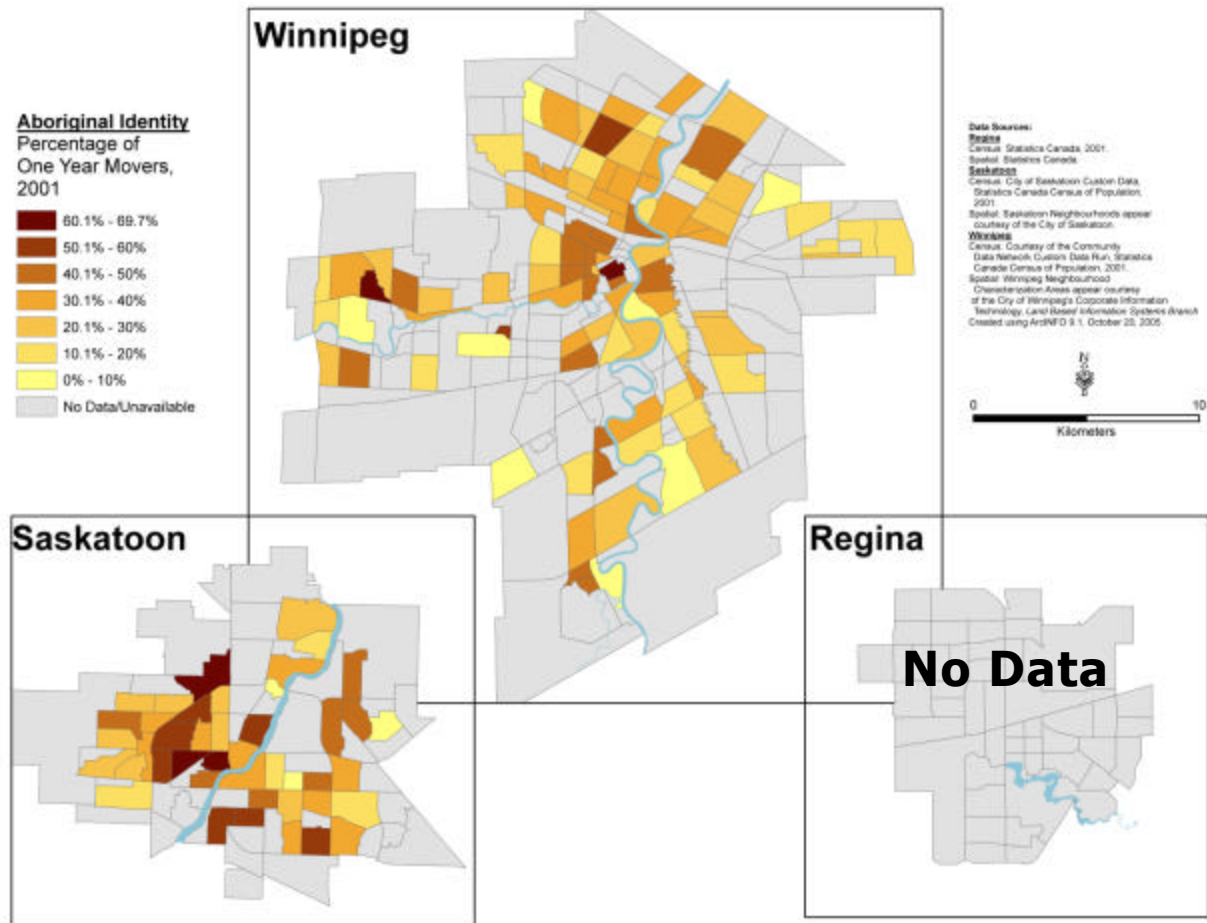 Winnipeg
Aboriginal Identity
Percentage of
One Year Movers,
2001
60.1% - 69.7%
50.1% - 60%
40.1% - 50%
30.1% - 40%
20.1% - 30%
10.1% - 20%
0% - 10%
No Data/Unavailable
Data Sources:
Regina
Census: Statistics Canada, 2001.
Spatial: Statistics Canada.
Saskatoon
Census: City of Saskatoon Custom Data,
Statistics Canada Census of Population,
2001.
Spatial: Saskatoon Neighbourhoods appear
courtesy of the City of Saskatoon.
Winnipeg
Census: Courtesy of the Community
Data Network Custom Data Run, Statistics
Canada Census of Population, 2001.
Spatial: Winnipeg Neighbourhood
Characterization Areas appear courtesy
of the City of Winnipeg's Corporate Information
Technology, Land Based Information Systems Branch
Created using ArcINFO 9.1, October 20, 2005.
N
0 10
Kilometers
Saskatoon
Regina
No Data